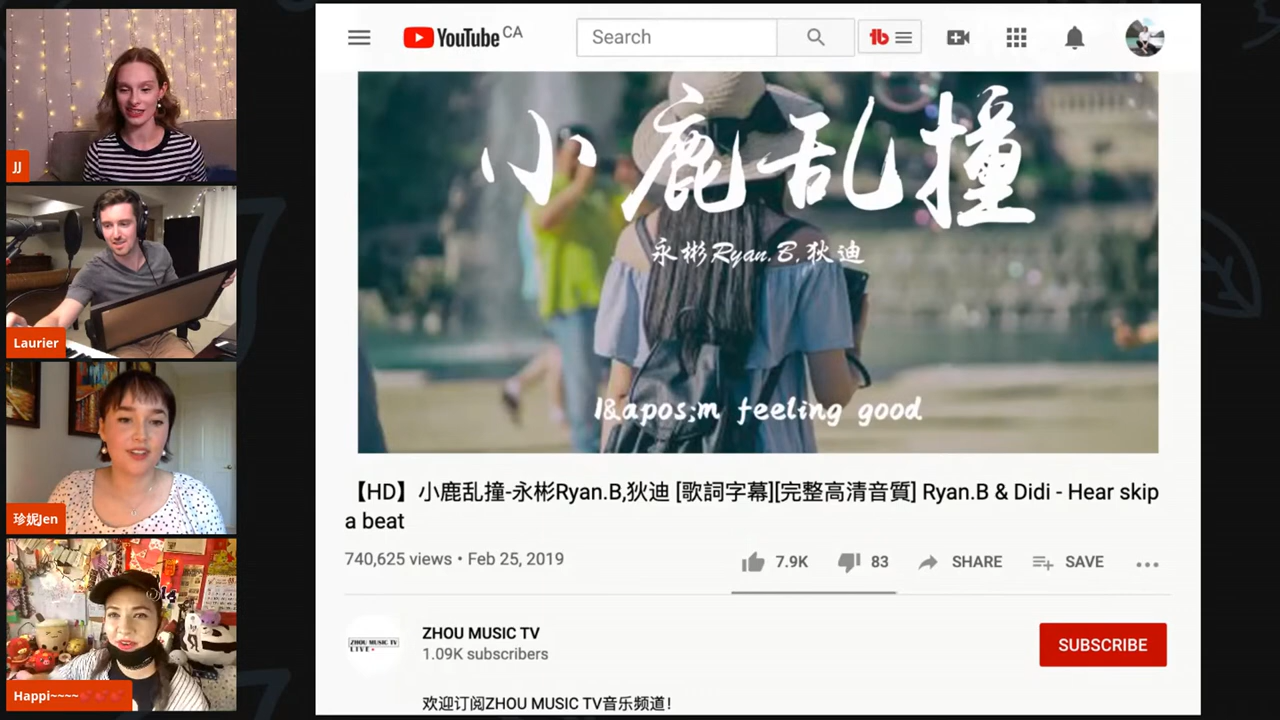 JJ
Laurier
珍妮Jen
Happi~~~~
YouTube CA
Search
小鹿乱撞
永彬Ryan.B.狄迪
I&apos;m feeling good
【HD】小鹿乱撞-永彬Ryan.B,狄迪 [歌詞字幕][完整高清音質] Ryan.B & Didi - Hear skip
a beat
740,625 views • Feb 25, 2019
7.9K
83
SHARE
SAVE
ZHOU MUSIC TV
LIVE
ZHOU MUSIC TV
1.09K subscribers
SUBSCRIBE
欢迎订阅ZHOU MUSIC TV音乐频道！